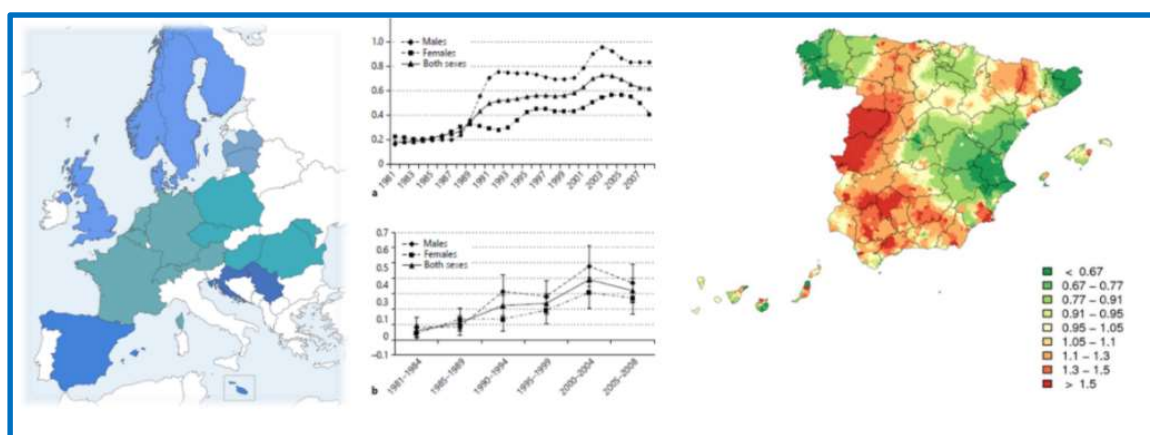 1.0
0.8
0.6
0.4
0.2
0
Males
Females
Both sexes
1981
1983
1985
1987
1989
1991
1993
1995
1997
1999
2001
2003
2005
2007
a
0.7
0.6
0.5
0.4
0.3
0.2
0.1
0
–0.1
Males
Females
Both sexes
1981–1984
1985–1989
1990–1994
1995–1999
2000–2004
2005–2008
b
< 0.67
0.67 – 0.77
0.77 – 0.91
0.91 – 0.95
0.95 – 1.05
1.05 – 1.1
1.1 – 1.3
1.3 – 1.5
> 1.5